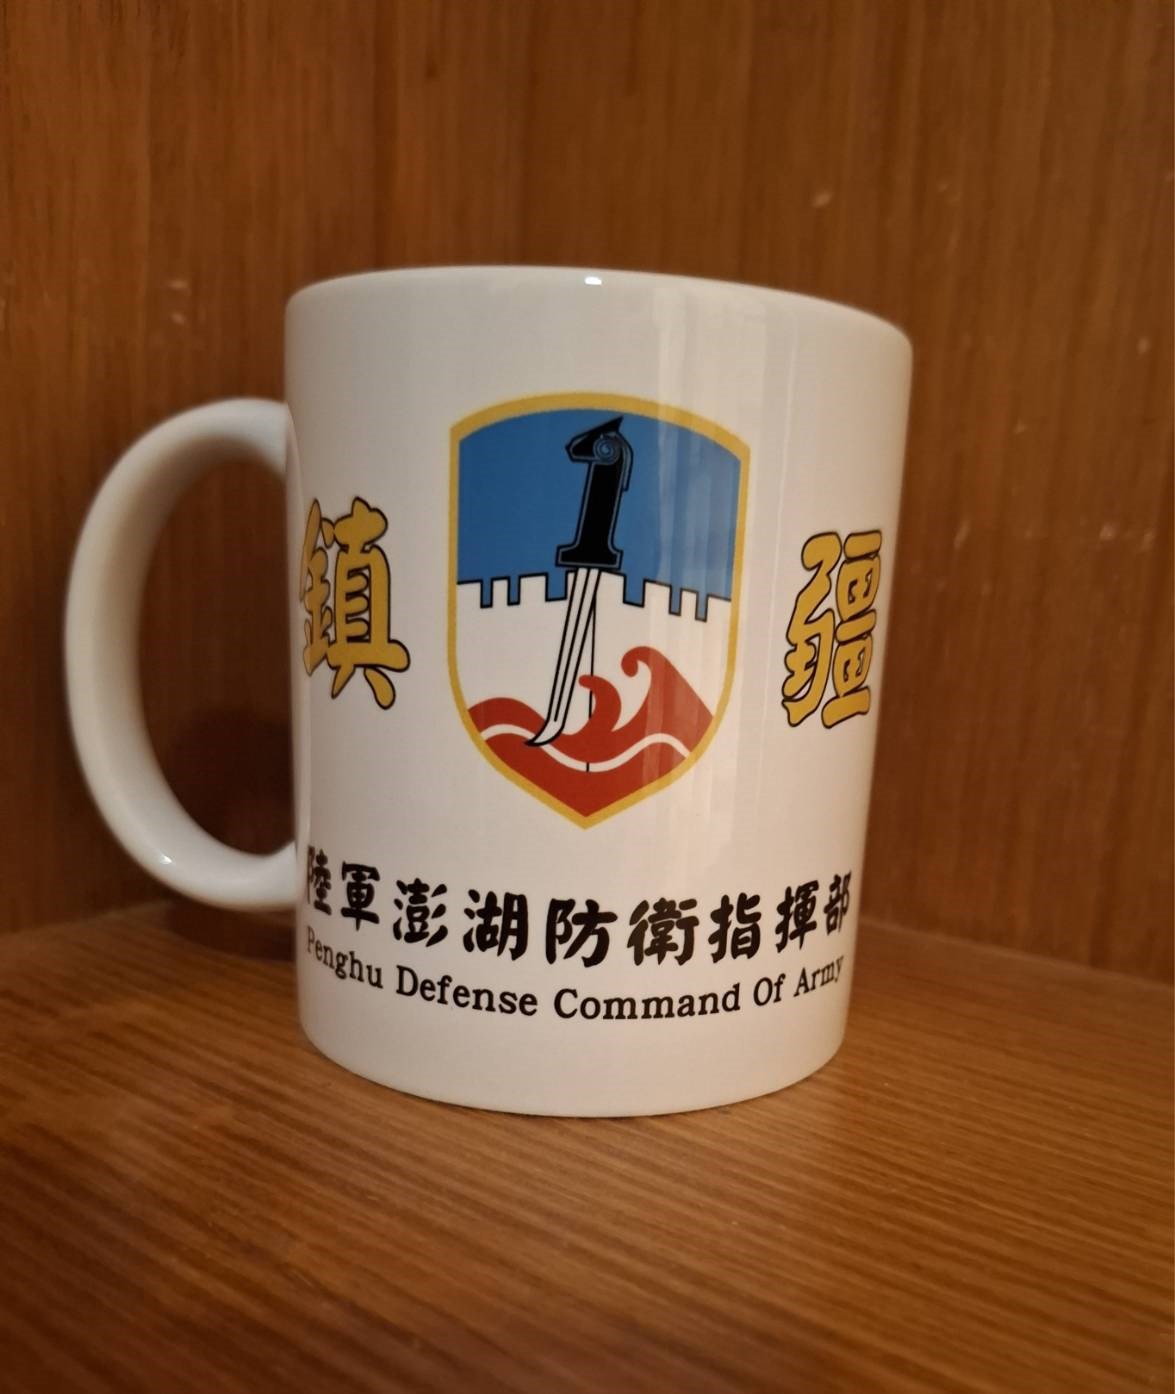 鎮 疆
陸軍澎湖防衛指揮部
Penghu Defense Command Of Army